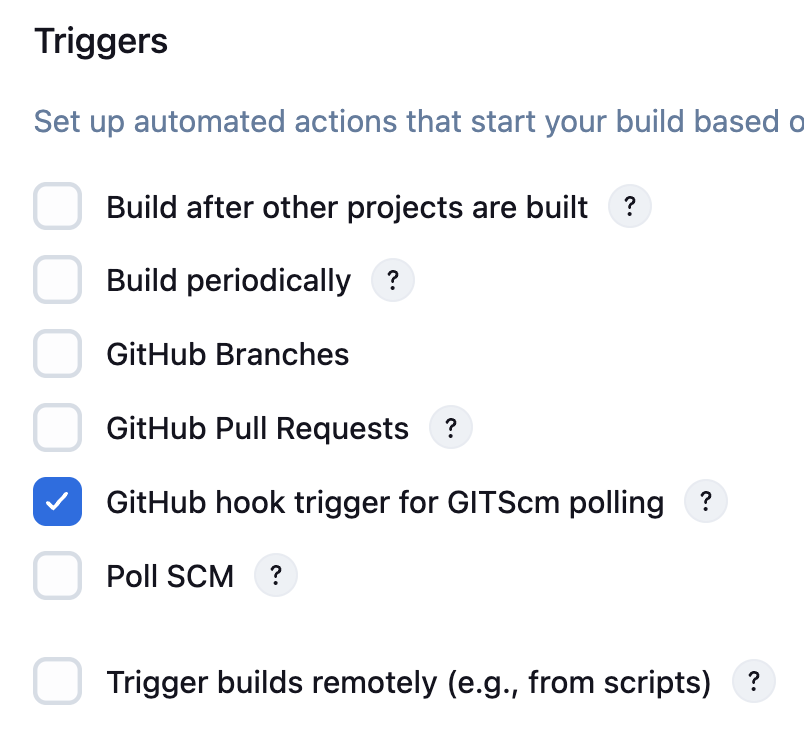 Triggers
Set up automated actions that start your build based o
Build after other projects are built ?
Build periodically ?
GitHub Branches
GitHub Pull Requests ?
GitHub hook trigger for GITScm polling ?
Poll SCM ?
Trigger builds remotely (e.g., from scripts) ?